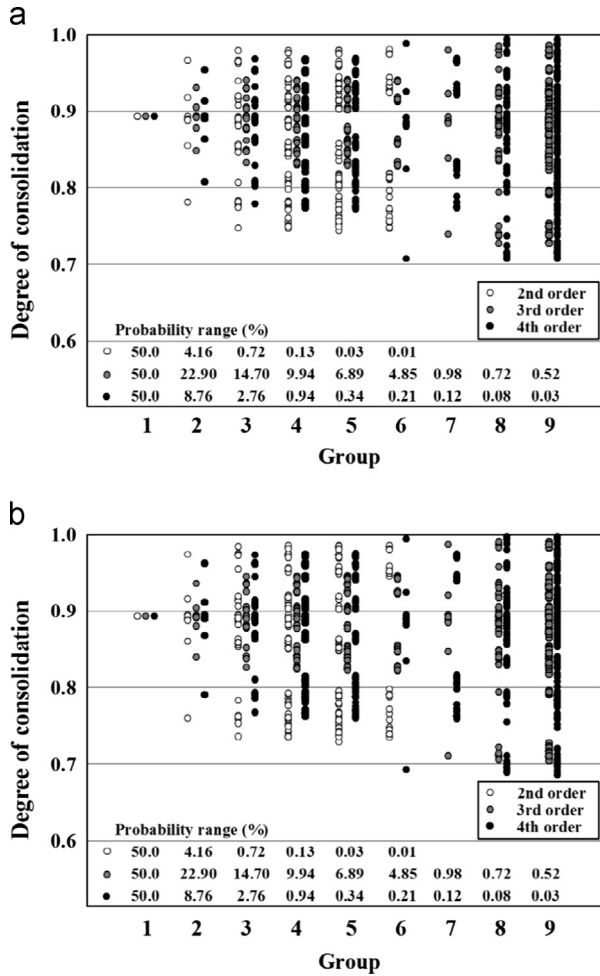 a
Degree of consolidation
1.0
0.9
0.8
0.7
0.6
2nd order
3rd order
4th order
Probability range (%)
50.0 4.16 0.72 0.13 0.03 0.01
50.0 22.90 14.70 9.94 6.89 4.85 0.98 0.72 0.52
50.0 8.76 2.76 0.94 0.34 0.21 0.12 0.08 0.03
1 2 3 4 5 6 7 8 9
Group
b
Degree of consolidation
1.0
0.9
0.8
0.7
0.6
2nd order
3rd order
4th order
Probability range (%)
50.0 4.16 0.72 0.13 0.03 0.01
50.0 22.90 14.70 9.94 6.89 4.85 0.98 0.72 0.52
50.0 8.76 2.76 0.94 0.34 0.21 0.12 0.08 0.03
1 2 3 4 5 6 7 8 9
Group